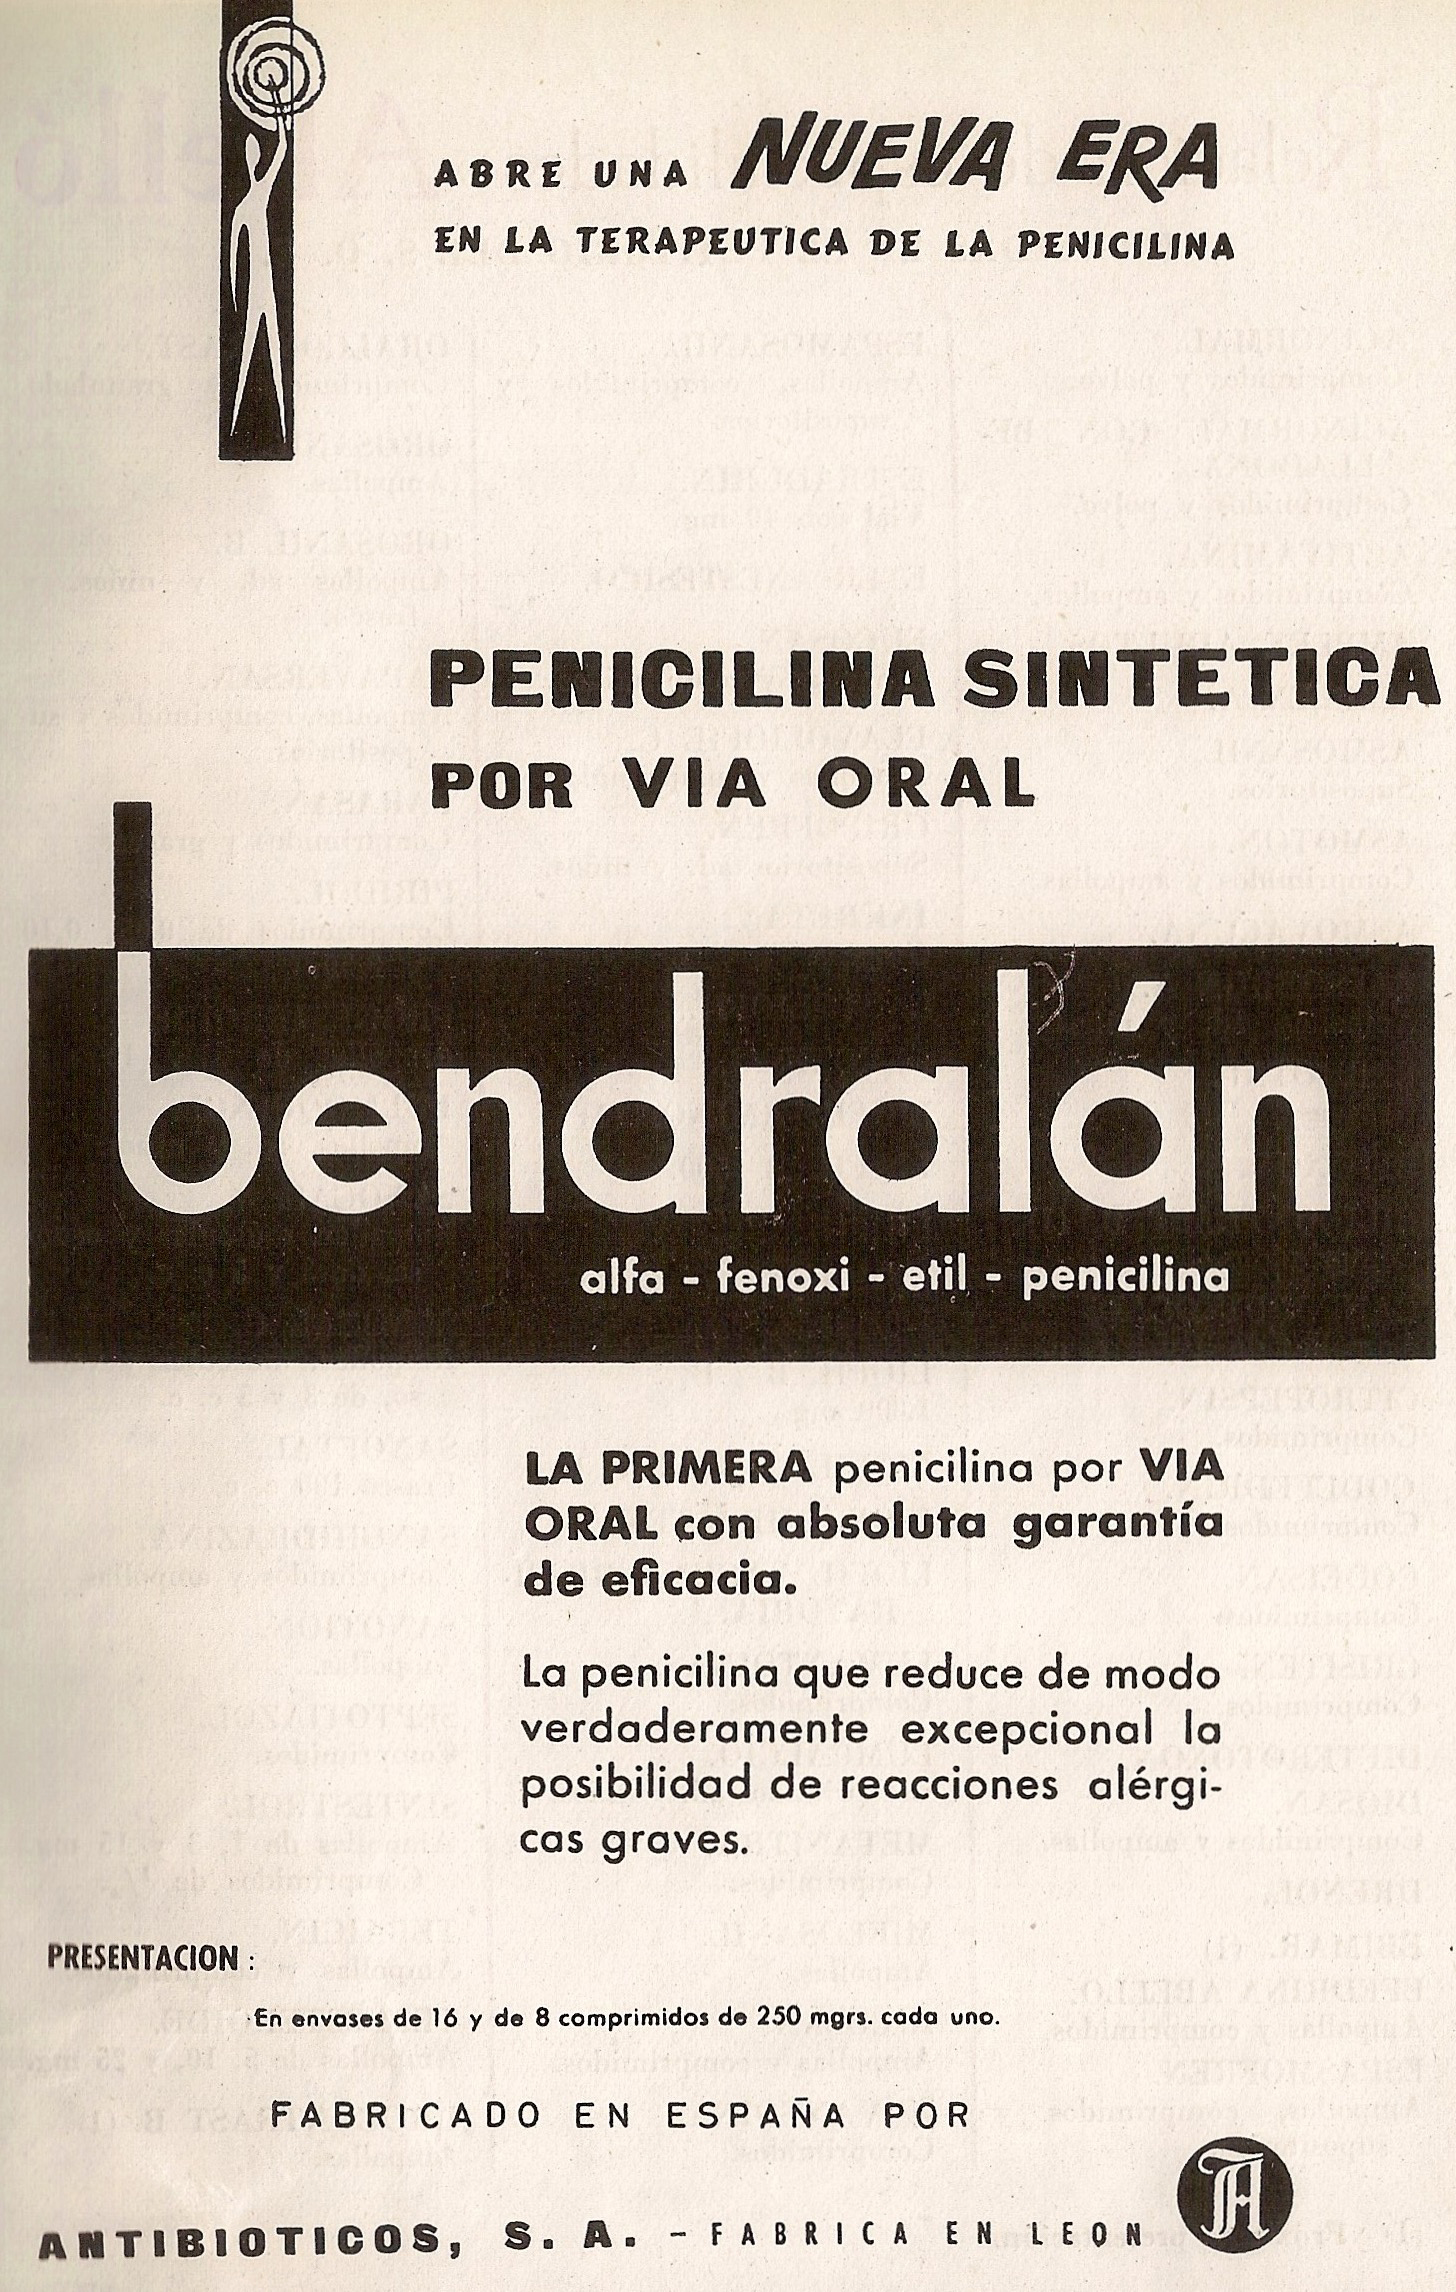 ABRE UNA NUEVA ERA
EN LA TERAPEUTICA DE LA PENICILINA
PENICILINA SINTETICA
POR VIA ORAL
bendralán
alfa - fenoxi - etil - penicilina
LA PRIMERA penicilina por VIA
ORAL con absoluta garantía
de eficacia.
La penicilina que reduce de modo
verdaderamente excepcional la
posibilidad de reacciones alérgi-
cas graves.
PRESENTACION :
En envases de 16 y de 8 comprimidos de 250 mgrs. cada uno.
FABRICADO EN ESPAÑA POR
A
ANTIBIOTICOS, S. A. - FABRICA EN LEON